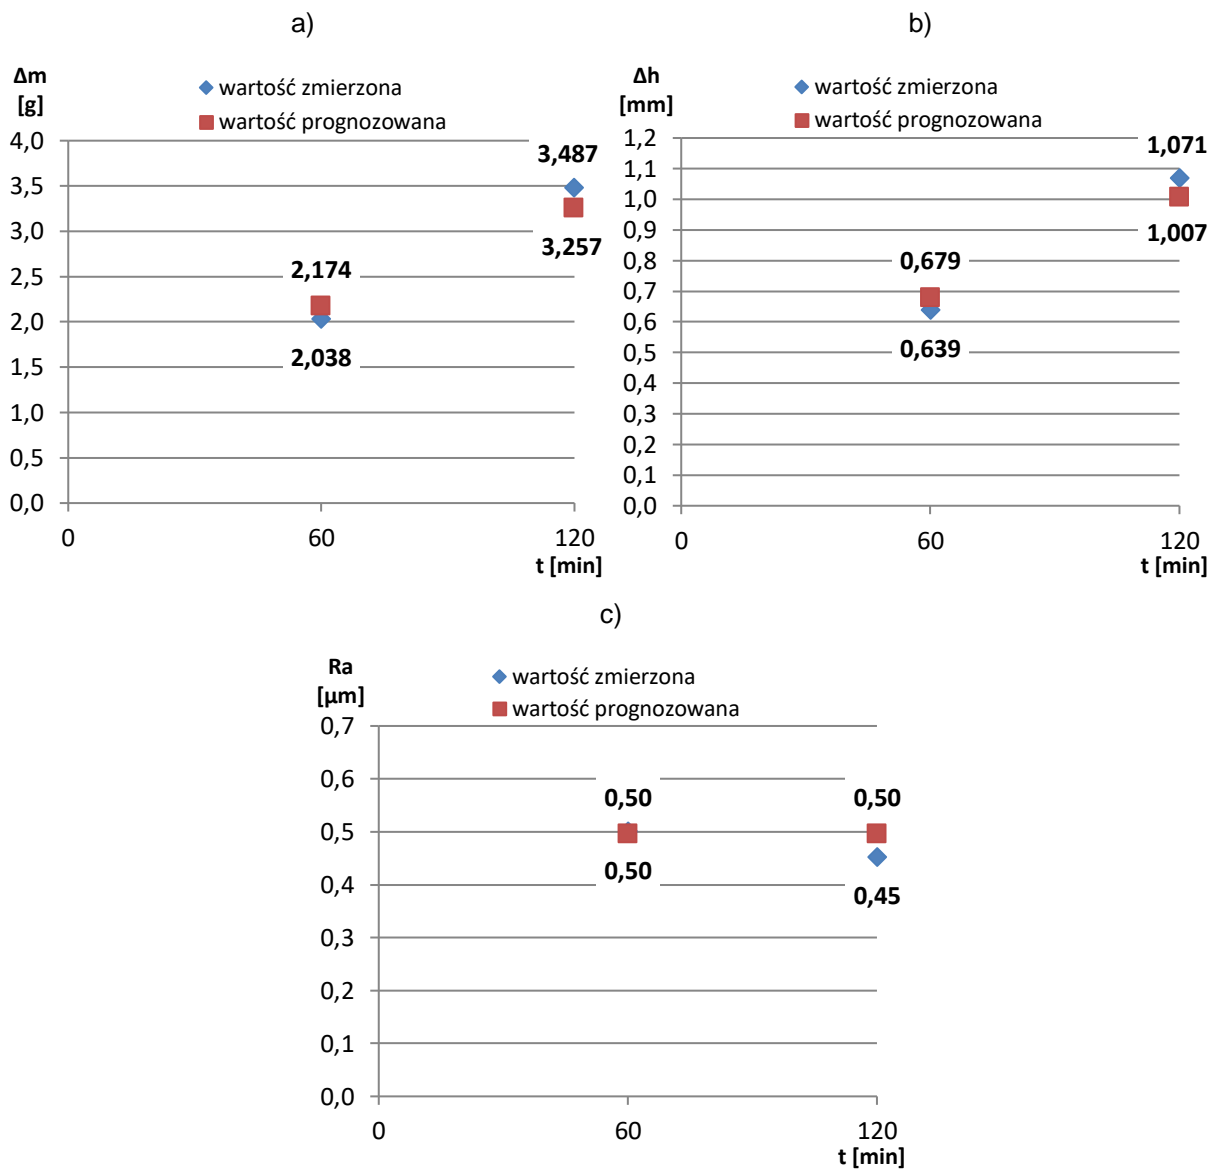 a)
Δm
[g]
wartość zmierzona
wartość prognozowana
4,0
3,5
3,0
2,5
2,0
1,5
1,0
0,5
0,0
3,487
3,257
2,174
2,038
0
60
120
t [min]
b)
Δh
[mm]
wartość zmierzona
wartość prognozowana
1,2
1,1
1,0
0,9
0,8
0,7
0,6
0,5
0,4
0,3
0,2
0,1
0,0
1,071
1,007
0,679
0,639
0
60
120
t [min]
c)
Ra
[μm]
wartość zmierzona
wartość prognozowana
0,7
0,6
0,5
0,4
0,3
0,2
0,1
0,0
0,50
0,50
0,50
0,45
0
60
120
t [min]